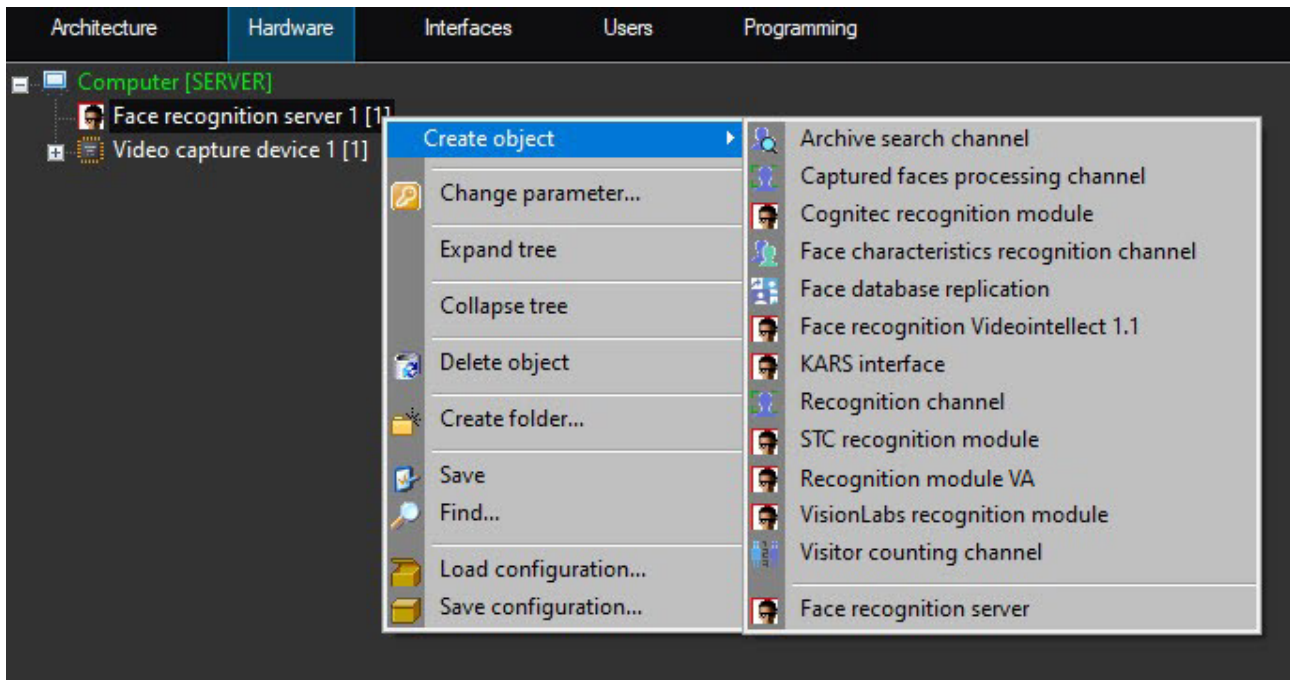 Architecture Hardware Interfaces Users Programming
Computer [SERVER]
Face recognition server 1 [1]
Video capture device 1 [1]
Create object
Change parameter...
Expand tree
Collapse tree
Delete object
Create folder...
Save
Find...
Load configuration...
Save configuration...
Archive search channel
Captured faces processing channel
Cognitec recognition module
Face characteristics recognition channel
Face database replication
Face recognition Videointellect 1.1
KARS interface
Recognition channel
STC recognition module
Recognition module VA
VisionLabs recognition module
Visitor counting channel
Face recognition server